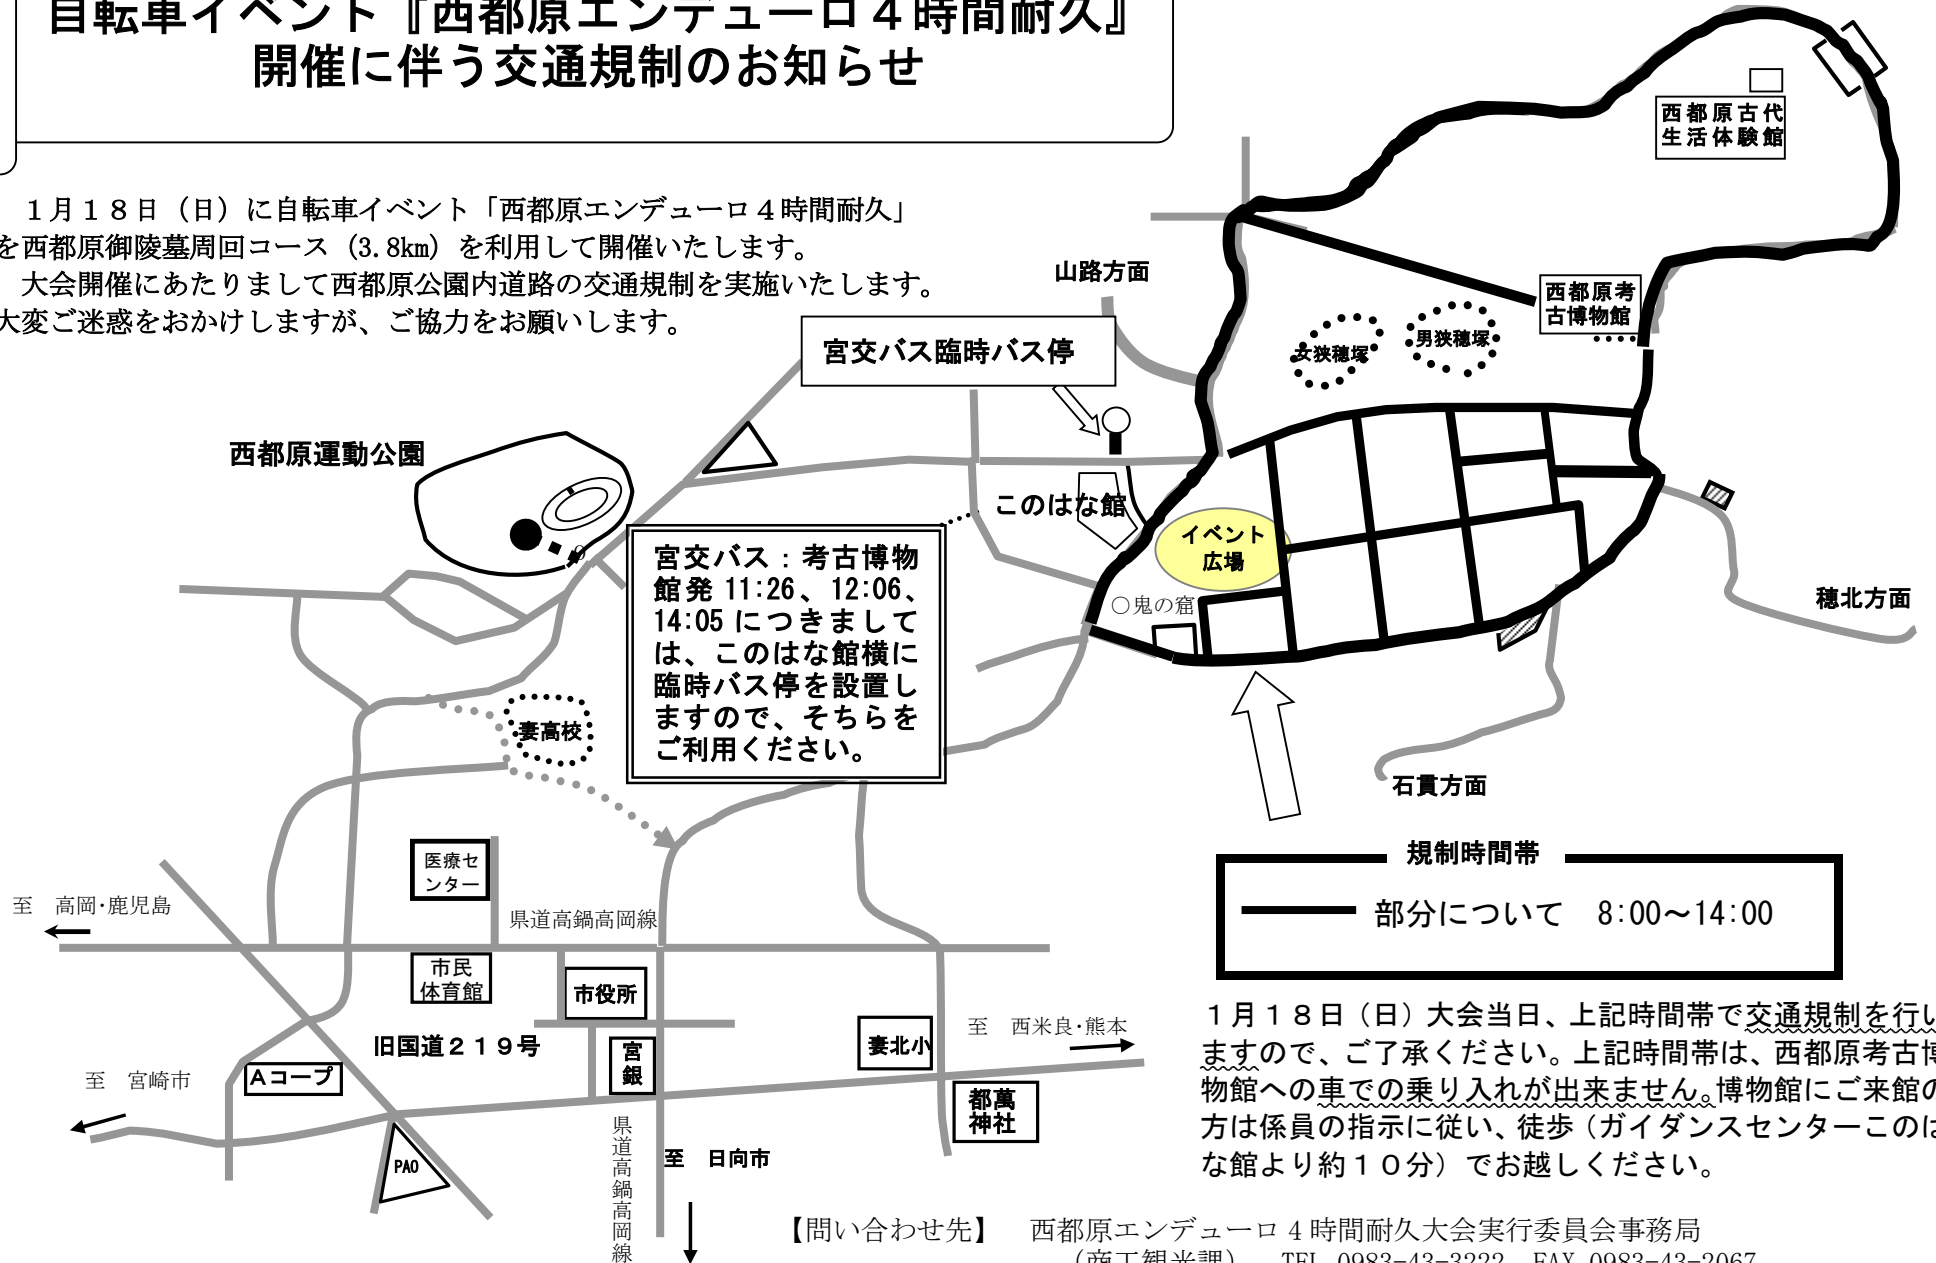 自転車イベント『西都原エンデューロ４時間耐久』
開催に伴う交通規制のお知らせ
１月１８日（日）に自転車イベント「西都原エンデューロ４時間耐久」
を西都原御陵墓周回コース（3.8km）を利用して開催いたします。
大会開催にあたりまして西都原公園内道路の交通規制を実施いたします。
大変ご迷惑をおかけしますが、ご協力をお願いします。
西都原古代
生活体験館
山路方面
西都原考
古博物館
女狭穂塚
男狭穂塚
宮交バス臨時バス停
西都原運動公園
このはな館
イベント
広場
〇鬼の窟
宮交バス：考古博物
館発 11:26、12:06、
14:05 につきまして
は、このはな館横に
臨時バス停を設置し
ますので、そちらを
ご利用ください。
穂北方面
妻高校
石貫方面
規制時間帯
部分について　8:00～14:00
医療セ
ンター
至　高岡・鹿児島
県道高鍋高岡線
市民
体育館
市役所
旧国道２１９号
宮
銀
妻北小
至　西米良・熊本
Ａコープ
至　宮崎市
都萬
神社
PAO
県道高鍋高岡線
至　日向市
１月１８日（日）大会当日、上記時間帯で交通規制を行い
ますので、ご了承ください。上記時間帯は、西都原考古博
物館への車での乗り入れが出来ません。博物館にご来館の
方は係員の指示に従い、徒歩（ガイダンスセンターこのは
な館より約１０分）でお越しください。
【問い合わせ先】　西都原エンデューロ４時間耐久大会実行委員会事務局
（商工観光課）　TEL 0983-43-3222　FAX 0983-43-2067